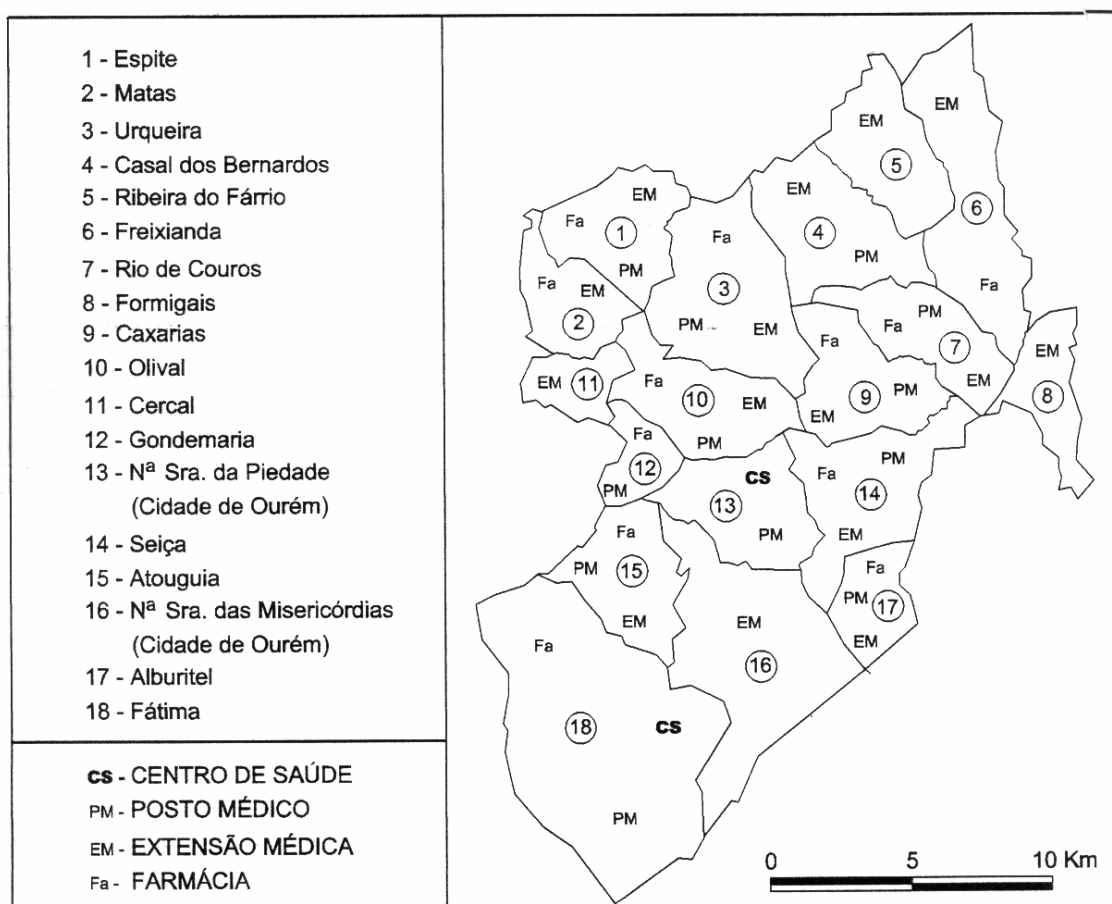 1 - Espite
2 - Matas
3 - Urqueira
4 - Casal dos Bernardos
5 - Ribeira do Fárrio
6 - Freixianda
7 - Rio de Couros
8 - Formigais
9 - Caxarias
10 - Olival
11 - Cercal
12 - Gondemaria
13 - Nª Sra. da Piedade
(Cidade de Ourém)
14 - Seiça
15 - Atouguia
16 - Nª Sra. das Misericórdias
(Cidade de Ourém)
17 - Alburitel
18 - Fátima
CS - CENTRO DE SAÚDE
PM - POSTO MÉDICO
EM - EXTENSÃO MÉDICA
Fa - FARMÁCIA
EM
EM
5
EM
Fa
1
PM
EM
4
PM
6
Fa
Fa
3
PM
EM
Fa
EM
2
Fa
PM
7
EM
Fa
PM
9
EM
EM
8
EM
11
Fa
10
EM
PM
Fa
12
PM
CS
13
PM
PM
Fa
14
EM
Fa
PM
15
EM
Fa
PM
17
EM
EM
16
Fa
18
CS
PM
0
5
10 Km